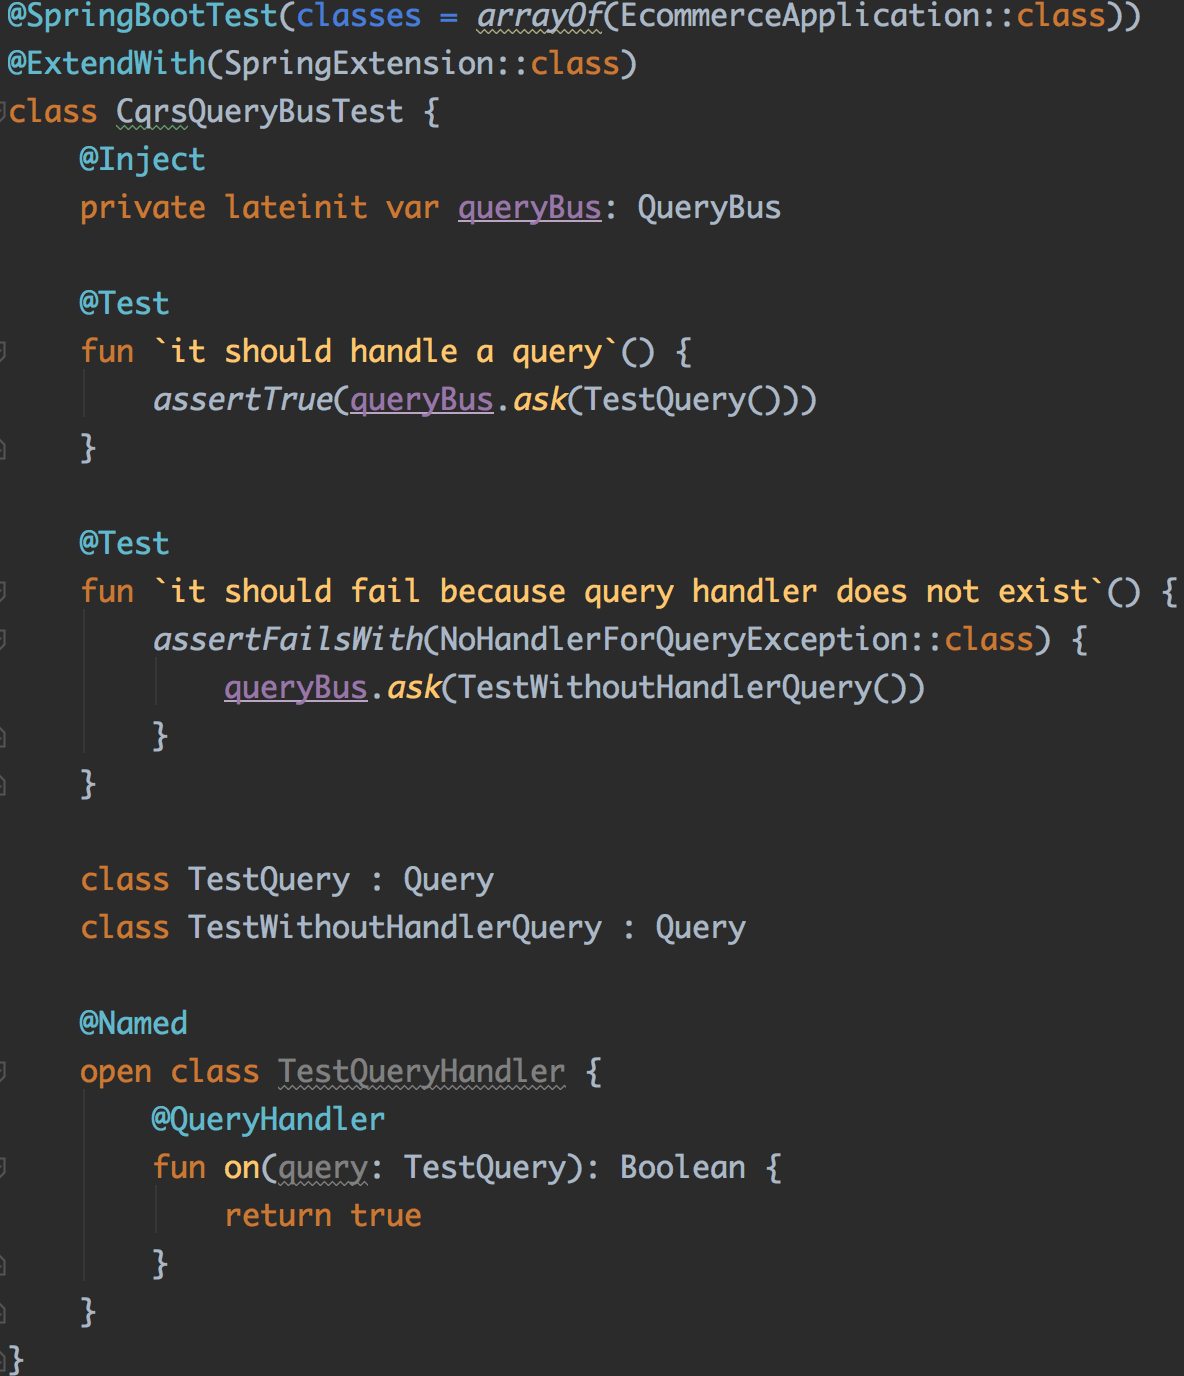 @SpringBootTest(classes = arrayOf(EcommerceApplication::class))
@ExtendWith(SpringExtension::class)
class CqrsQueryBusTest {
    @Inject
    private lateinit var queryBus: QueryBus

    @Test
    fun `it should handle a query`() {
        assertTrue(queryBus.ask(TestQuery()))
    }

    @Test
    fun `it should fail because query handler does not exist`() {
        assertFailsWith(NoHandlerForQueryException::class) {
            queryBus.ask(TestWithoutHandlerQuery())
        }
    }

    class TestQuery : Query
    class TestWithoutHandlerQuery : Query

    @Named
    open class TestQueryHandler {
        @QueryHandler
        fun on(query: TestQuery): Boolean {
            return true
        }
    }
}